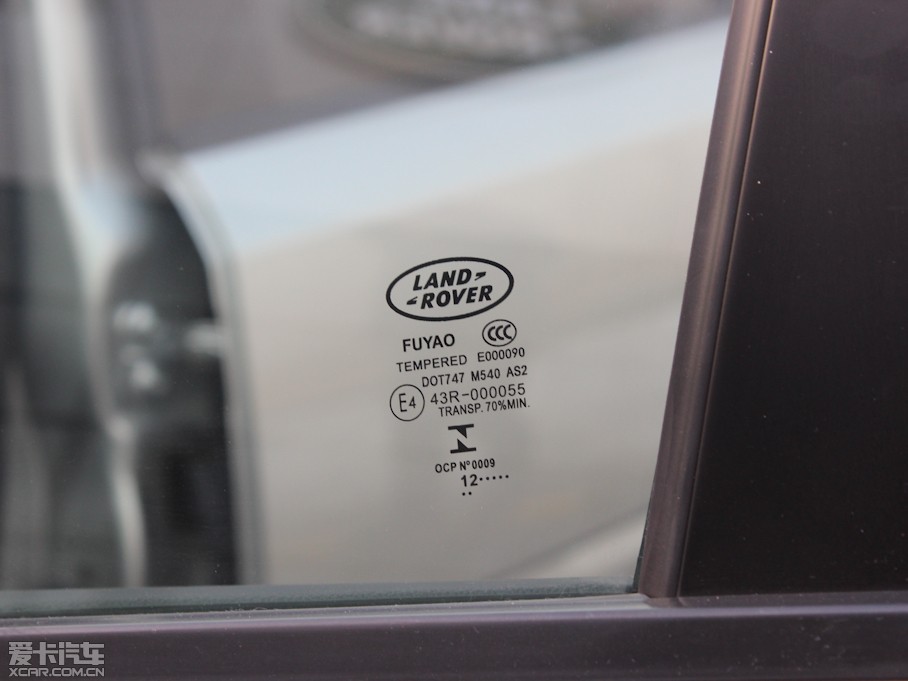 LAND
ROVER
FUYAO CCC
TEMPERED E000090
DOT747 M540 AS2
E4 43R-000055
TRANSP. 70%MIN.
OCP Nº0009
12·····
··
爱卡汽车
XCAR.COM.CN